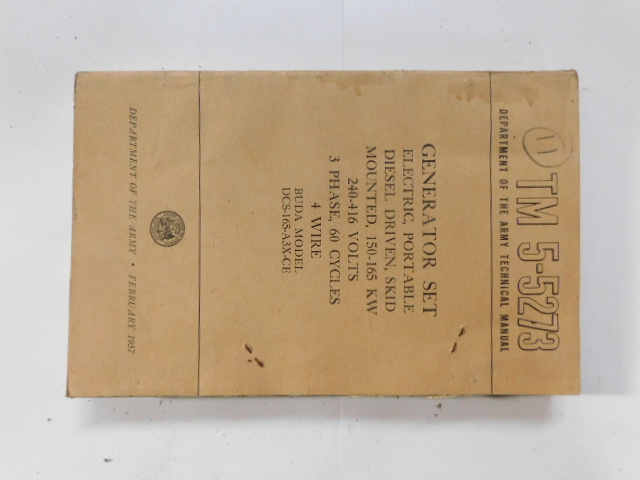 11
TM 5-5273
DEPARTMENT OF THE ARMY TECHNICAL MANUAL
GENERATOR SET
ELECTRIC, PORTABLE
DIESEL DRIVEN, SKID
MOUNTED, 150-165 KW
240-416 VOLTS
3 PHASE, 60 CYCLES
4 WIRE
BUDA MODEL
DCS-165-A3X-CE
DEPARTMENT OF THE ARMY • FEBRUARY 1957